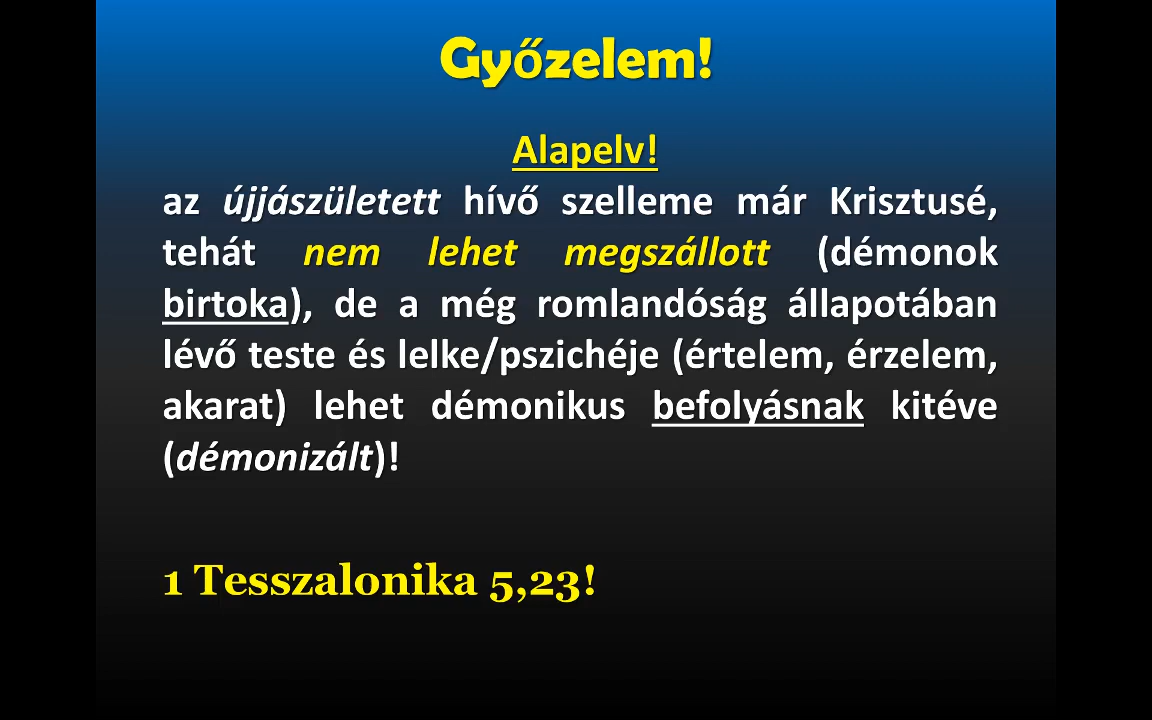 Győzelem!
Alapelv!
az újjászületett hívő szelleme már Krisztusé,
tehát nem lehet megszállott (démonok
birtoka), de a még romlandóság állapotában
lévő teste és lelke/pszichéje (értelem, érzelem,
akarat) lehet démonikus befolyásnak kitéve
(démonizált)!
1 Tesszalonika 5,23!